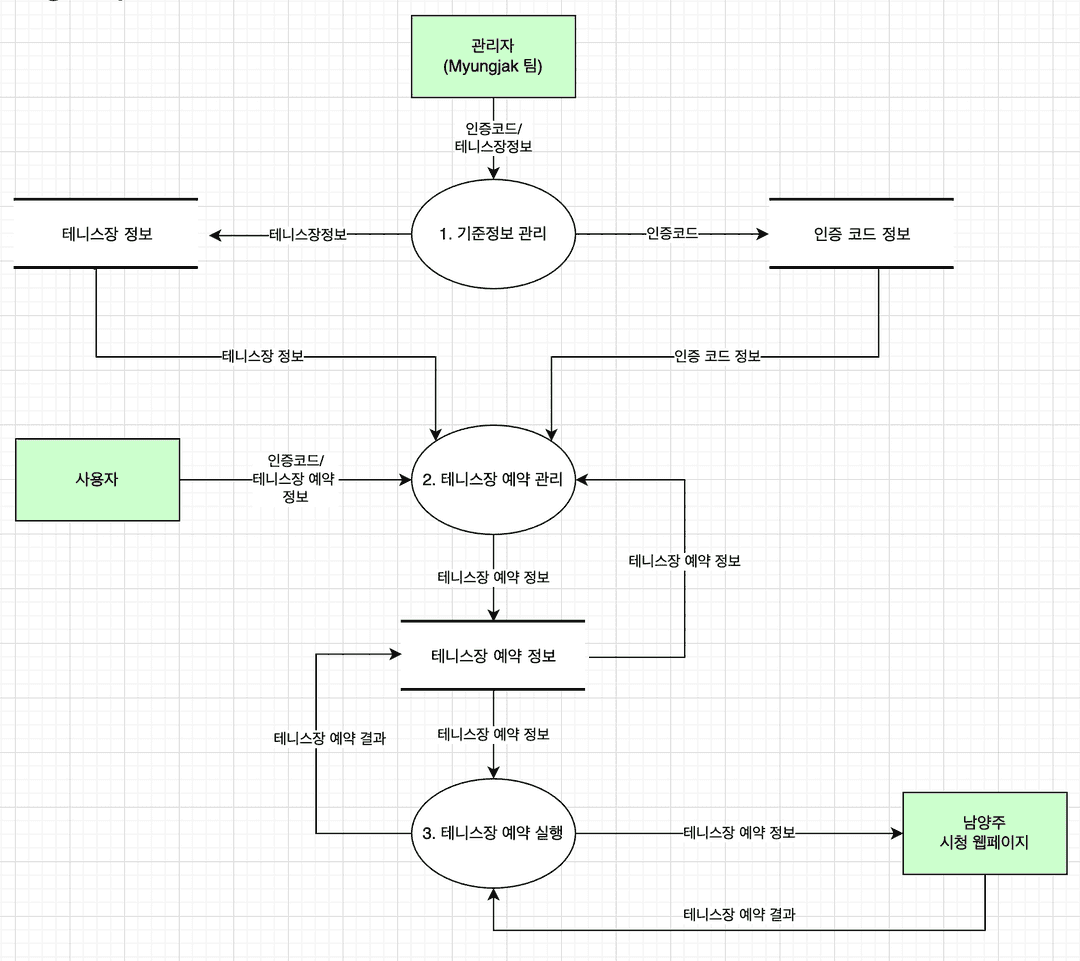 관리자
(Myungjak 팀)
인증코드/
테니스장정보
테니스장 정보
테니스장정보
1. 기준정보 관리
인증코드
인증 코드 정보
테니스장 정보
인증 코드 정보
사용자
인증코드/
테니스장 예약
정보
2. 테니스장 예약 관리
테니스장 예약 정보
테니스장 예약 정보
테니스장 예약 정보
테니스장 예약 정보
테니스장 예약 결과
3. 테니스장 예약 실행
테니스장 예약 정보
남양주
시청 웹페이지
테니스장 예약 결과